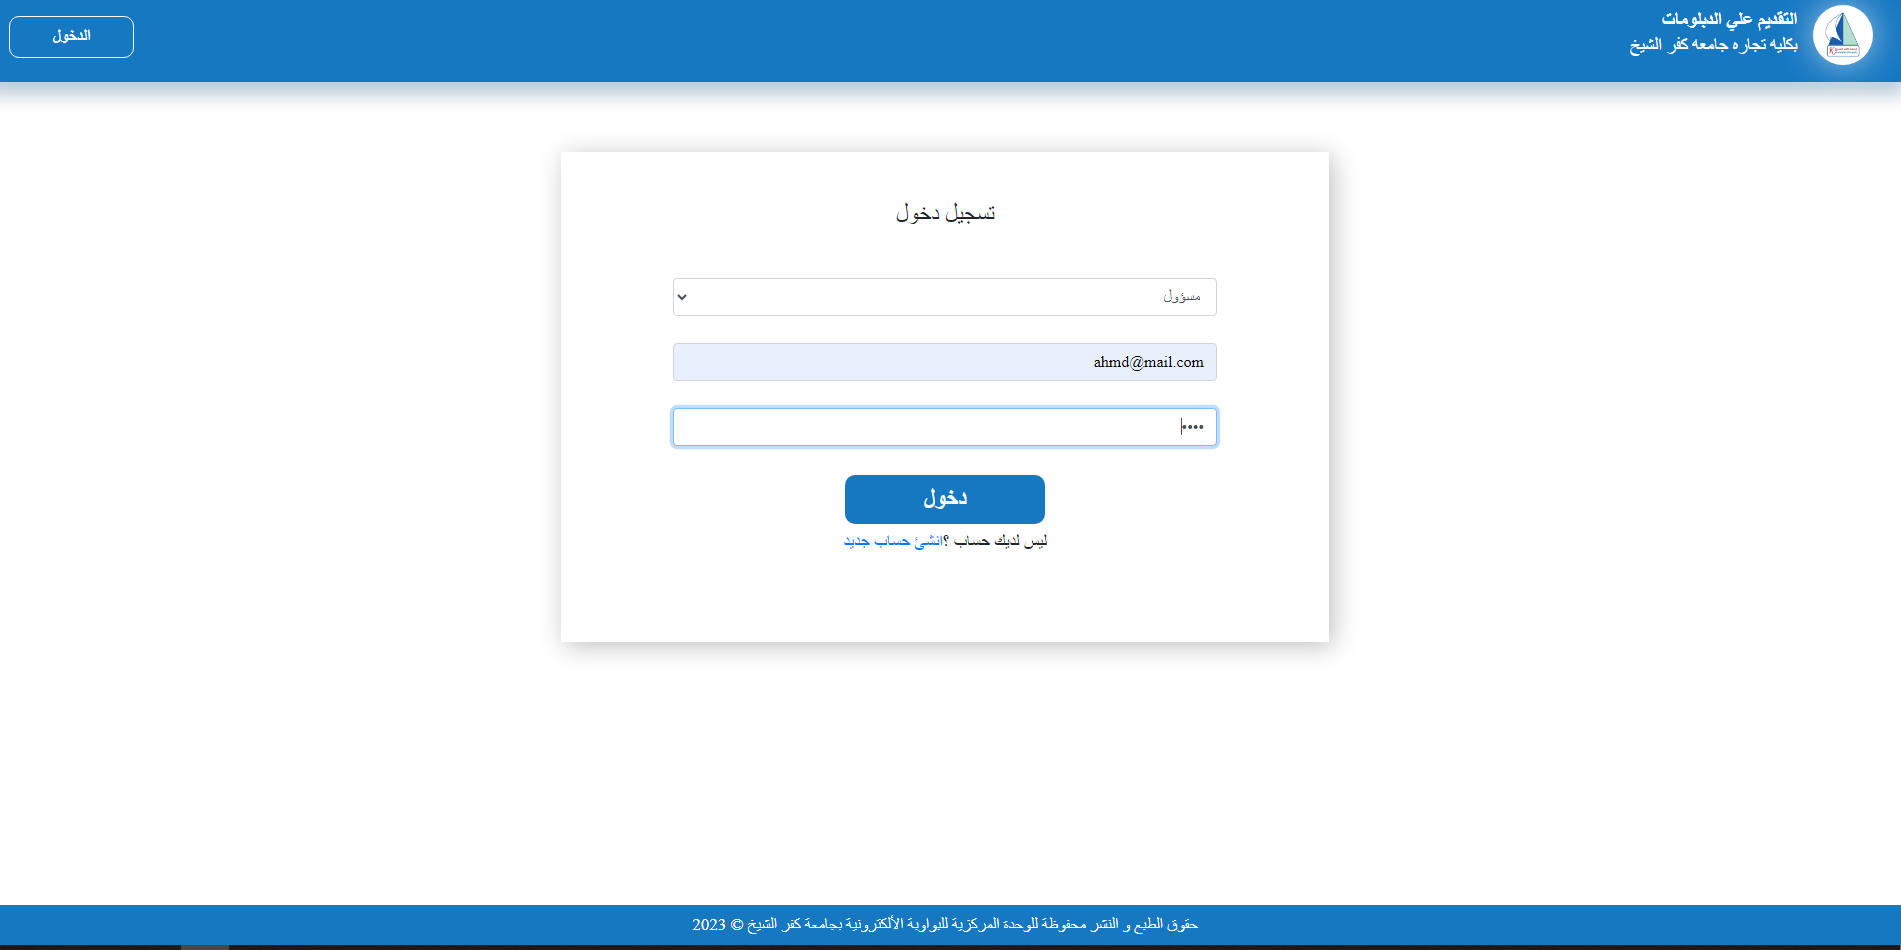 التقديم علي الدبلومات
بكليه تجاره جامعه كفر الشيخ
الدخول
تسجيل دخول
مسؤول
ahmd@mail.com
••••
دخول
ليس لديك حساب ؟انشئ حساب جديد
حقوق الطبع و النشر محفوظة للوحدة المركزية للبوابة الألكترونية بجامعة كفر الشيخ © 2023